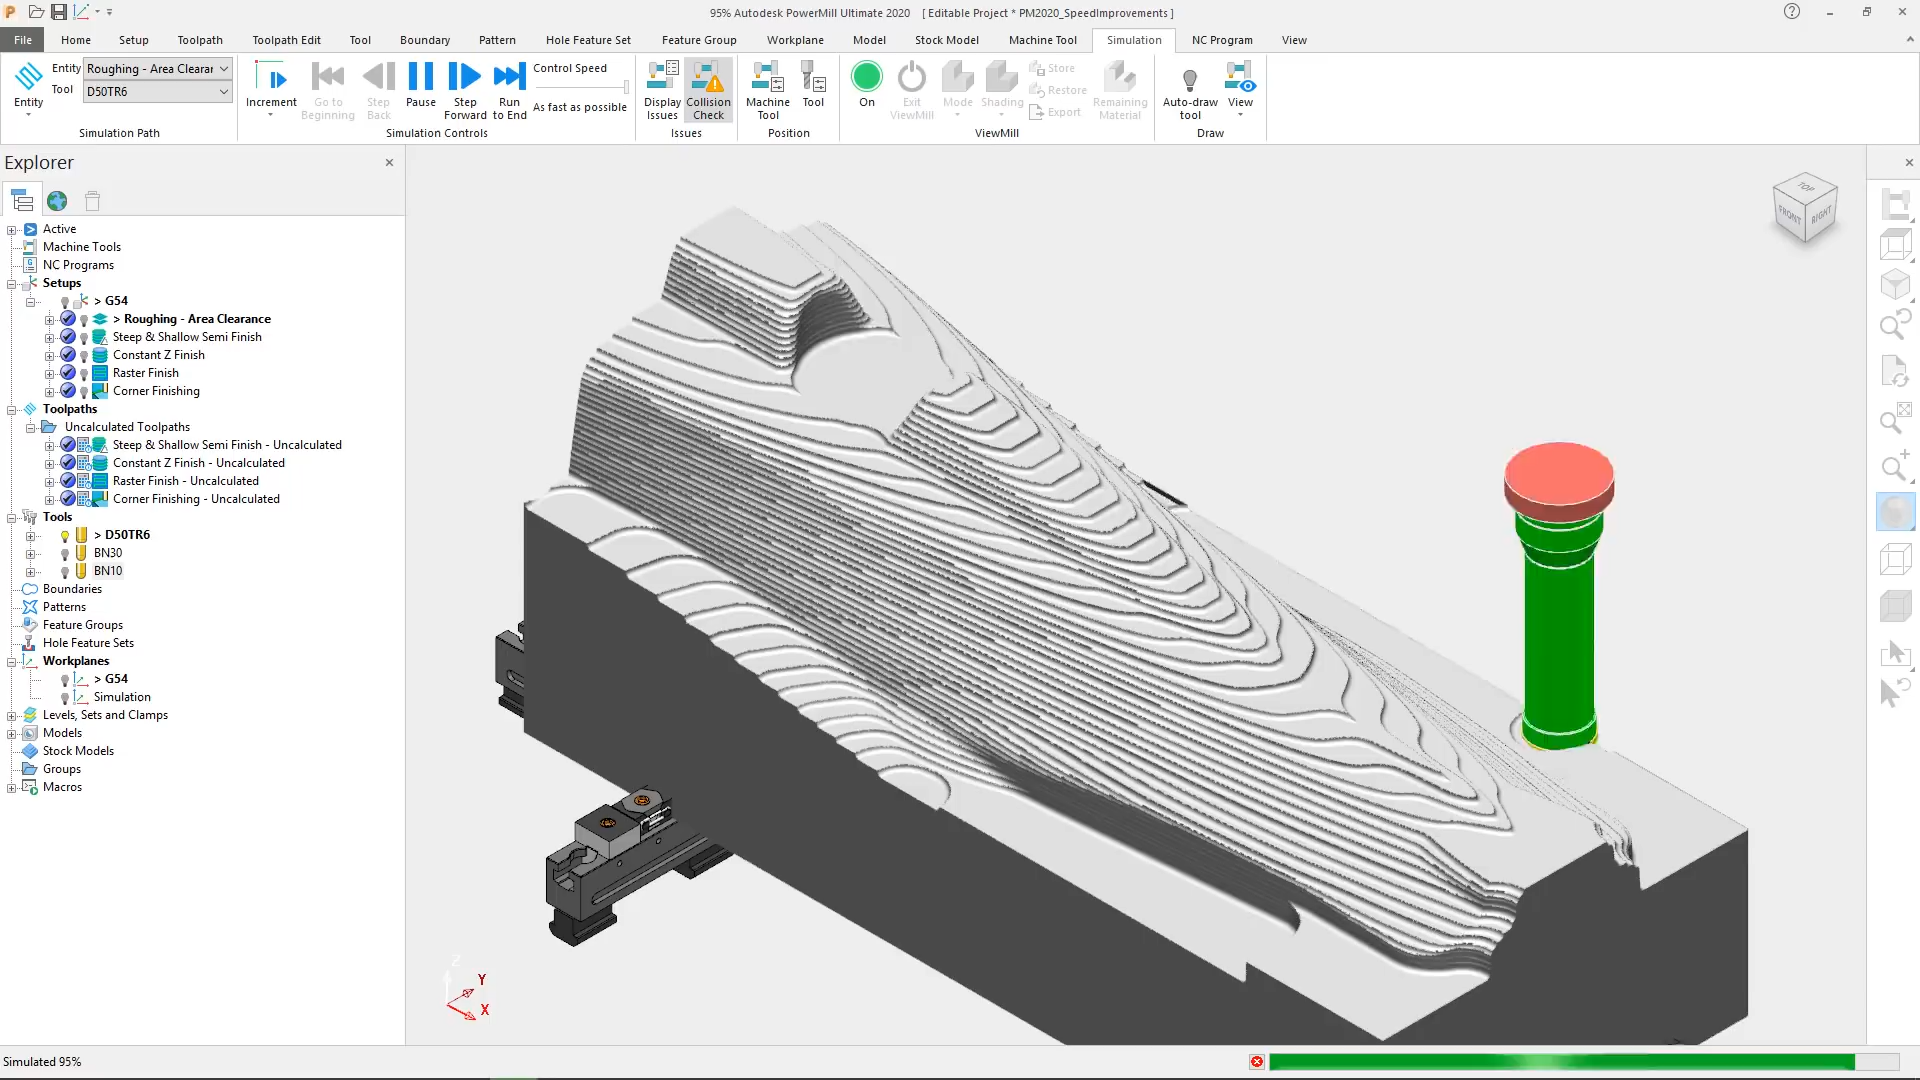 95% Autodesk PowerMill Ultimate 2020 [ Editable Project * PM2020_SpeedImprovements ]
File Home Setup Toolpath Toolpath Edit Tool Boundary Pattern Hole Feature Set Feature Group Workplane Model Stock Model Machine Tool Simulation NC Program View
Entity
Entity Roughing - Area Clearar
Tool D50TR6
Simulation Path
Increment
Go to Beginning
Step Back
Pause
Step Forward
Run to End
Control Speed
As fast as possible
Simulation Controls
Display Issues
Collision Check
Issues
Machine Tool
Tool
Position
On
Exit ViewMill
Mode
Shading
Store
Restore
Export
Remaining Material
ViewMill
Auto-draw tool
View
Draw
Explorer
Active
Machine Tools
NC Programs
Setups
> G54
> Roughing - Area Clearance
Steep & Shallow Semi Finish
Constant Z Finish
Raster Finish
Corner Finishing
Toolpaths
Uncalculated Toolpaths
Steep & Shallow Semi Finish - Uncalculated
Constant Z Finish - Uncalculated
Raster Finish - Uncalculated
Corner Finishing - Uncalculated
Tools
> D50TR6
BN30
BN10
Boundaries
Patterns
Feature Groups
Hole Feature Sets
Workplanes
> G54
Simulation
Levels, Sets and Clamps
Models
Stock Models
Groups
Macros
TOP
FRONT
RIGHT
Z
Y
X
Simulated 95%